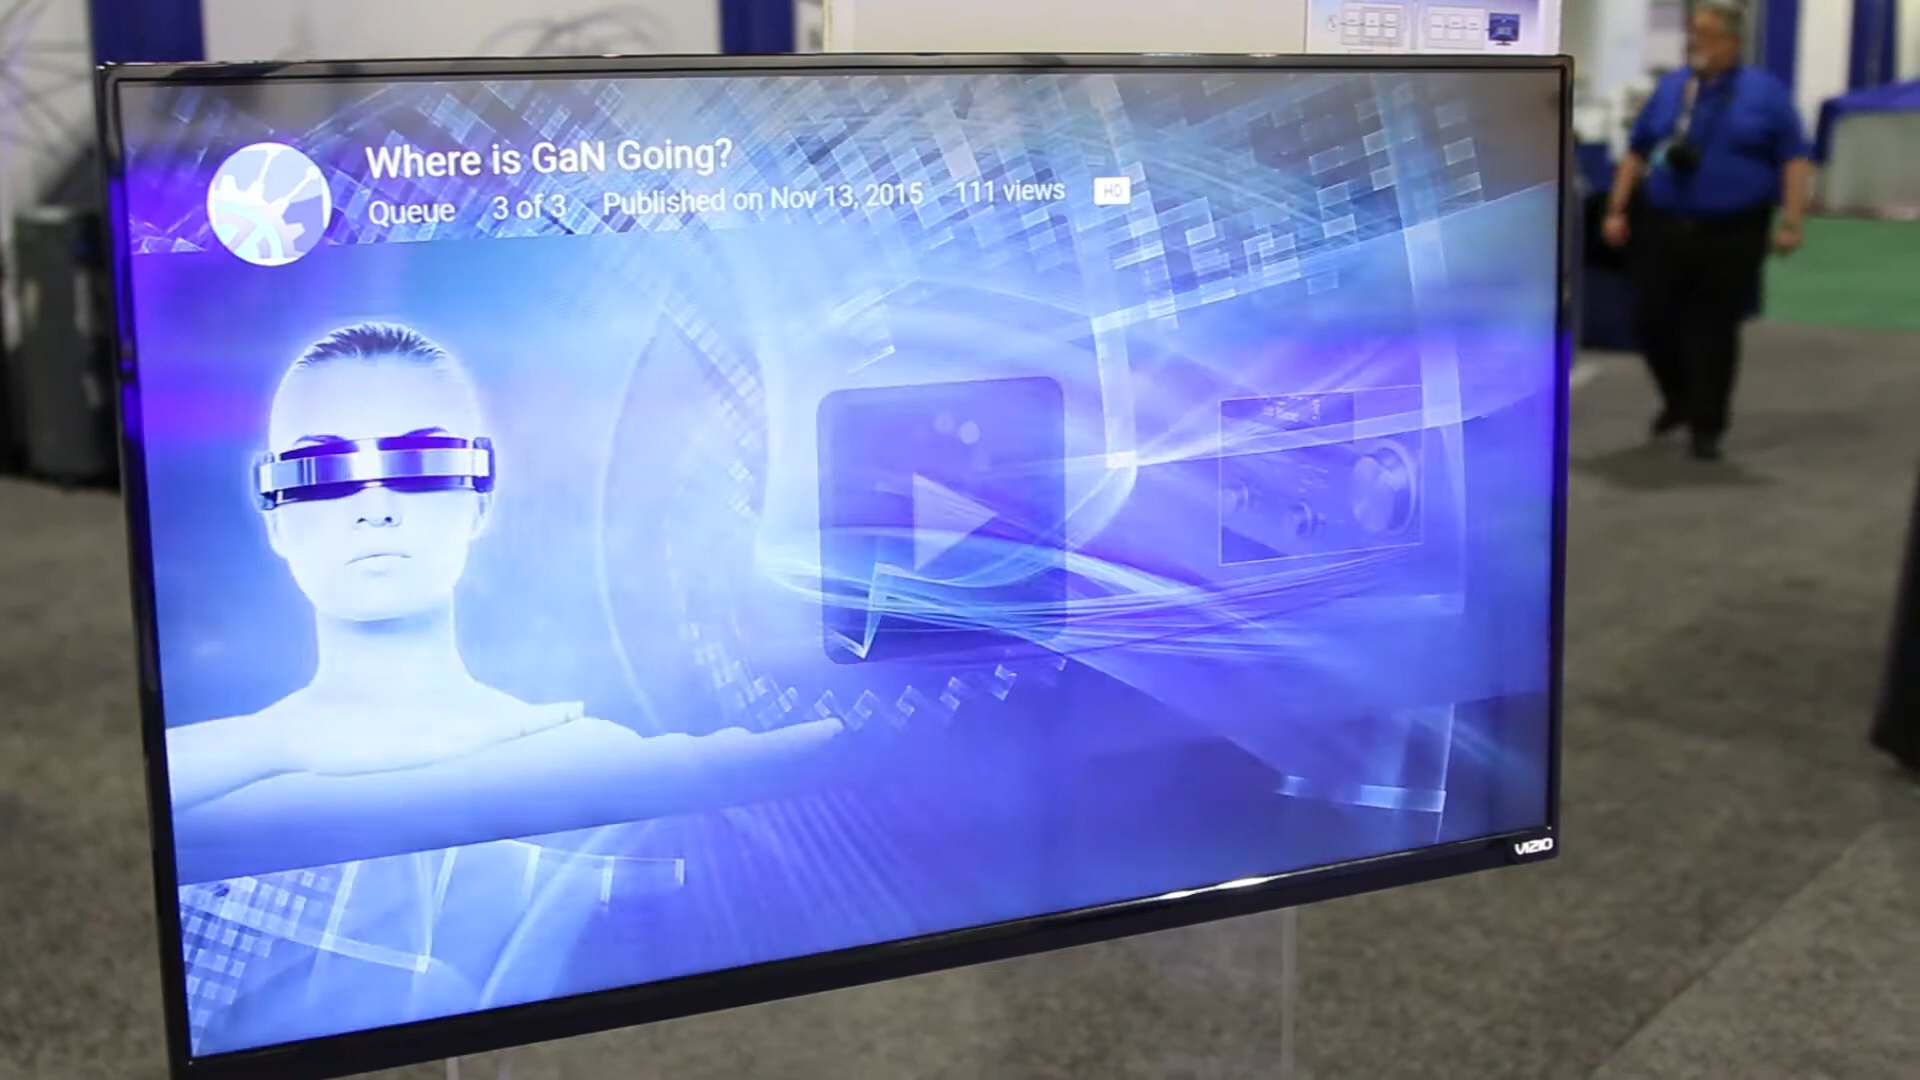 Where is GaN Going?
Queue 3 of 3 Published on Nov 13, 2015 111 views HD
VIZIO